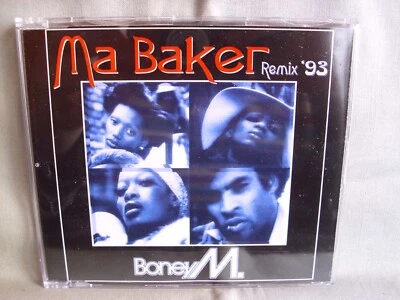 Ma Baker
Remix '93
Boney M.